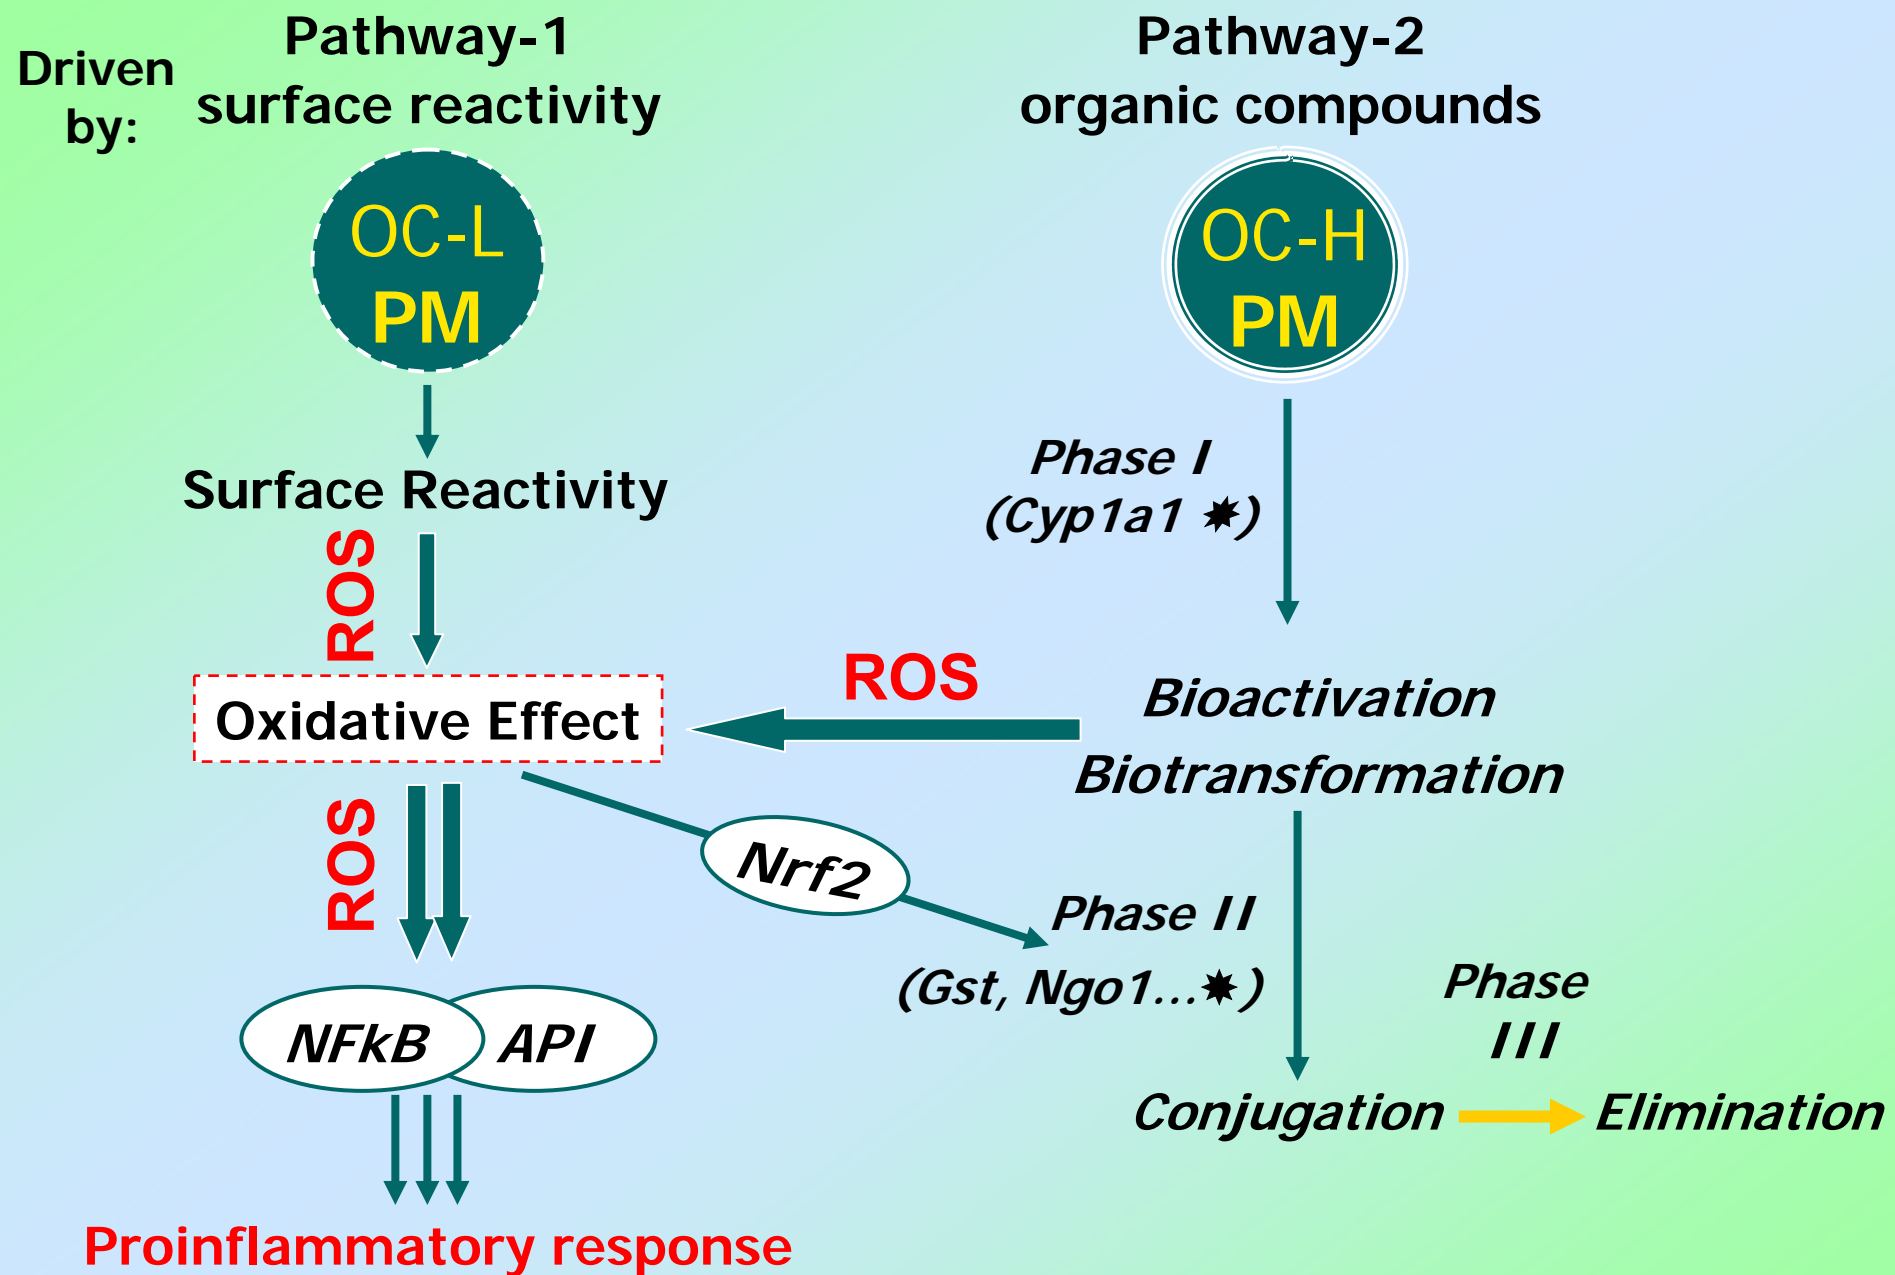 Driven
by:
Pathway-1
surface reactivity
Pathway-2
organic compounds
OC-L
PM
OC-H
PM
Phase I
(Cyp1a1 ✷)
Surface Reactivity
ROS
Oxidative Effect
ROS
Bioactivation
Biotransformation
ROS
Nrf2
Phase II
(Gst, Ngo1...✷)
Phase
III
NFkB
API
Conjugation
Elimination
Proinflammatory response